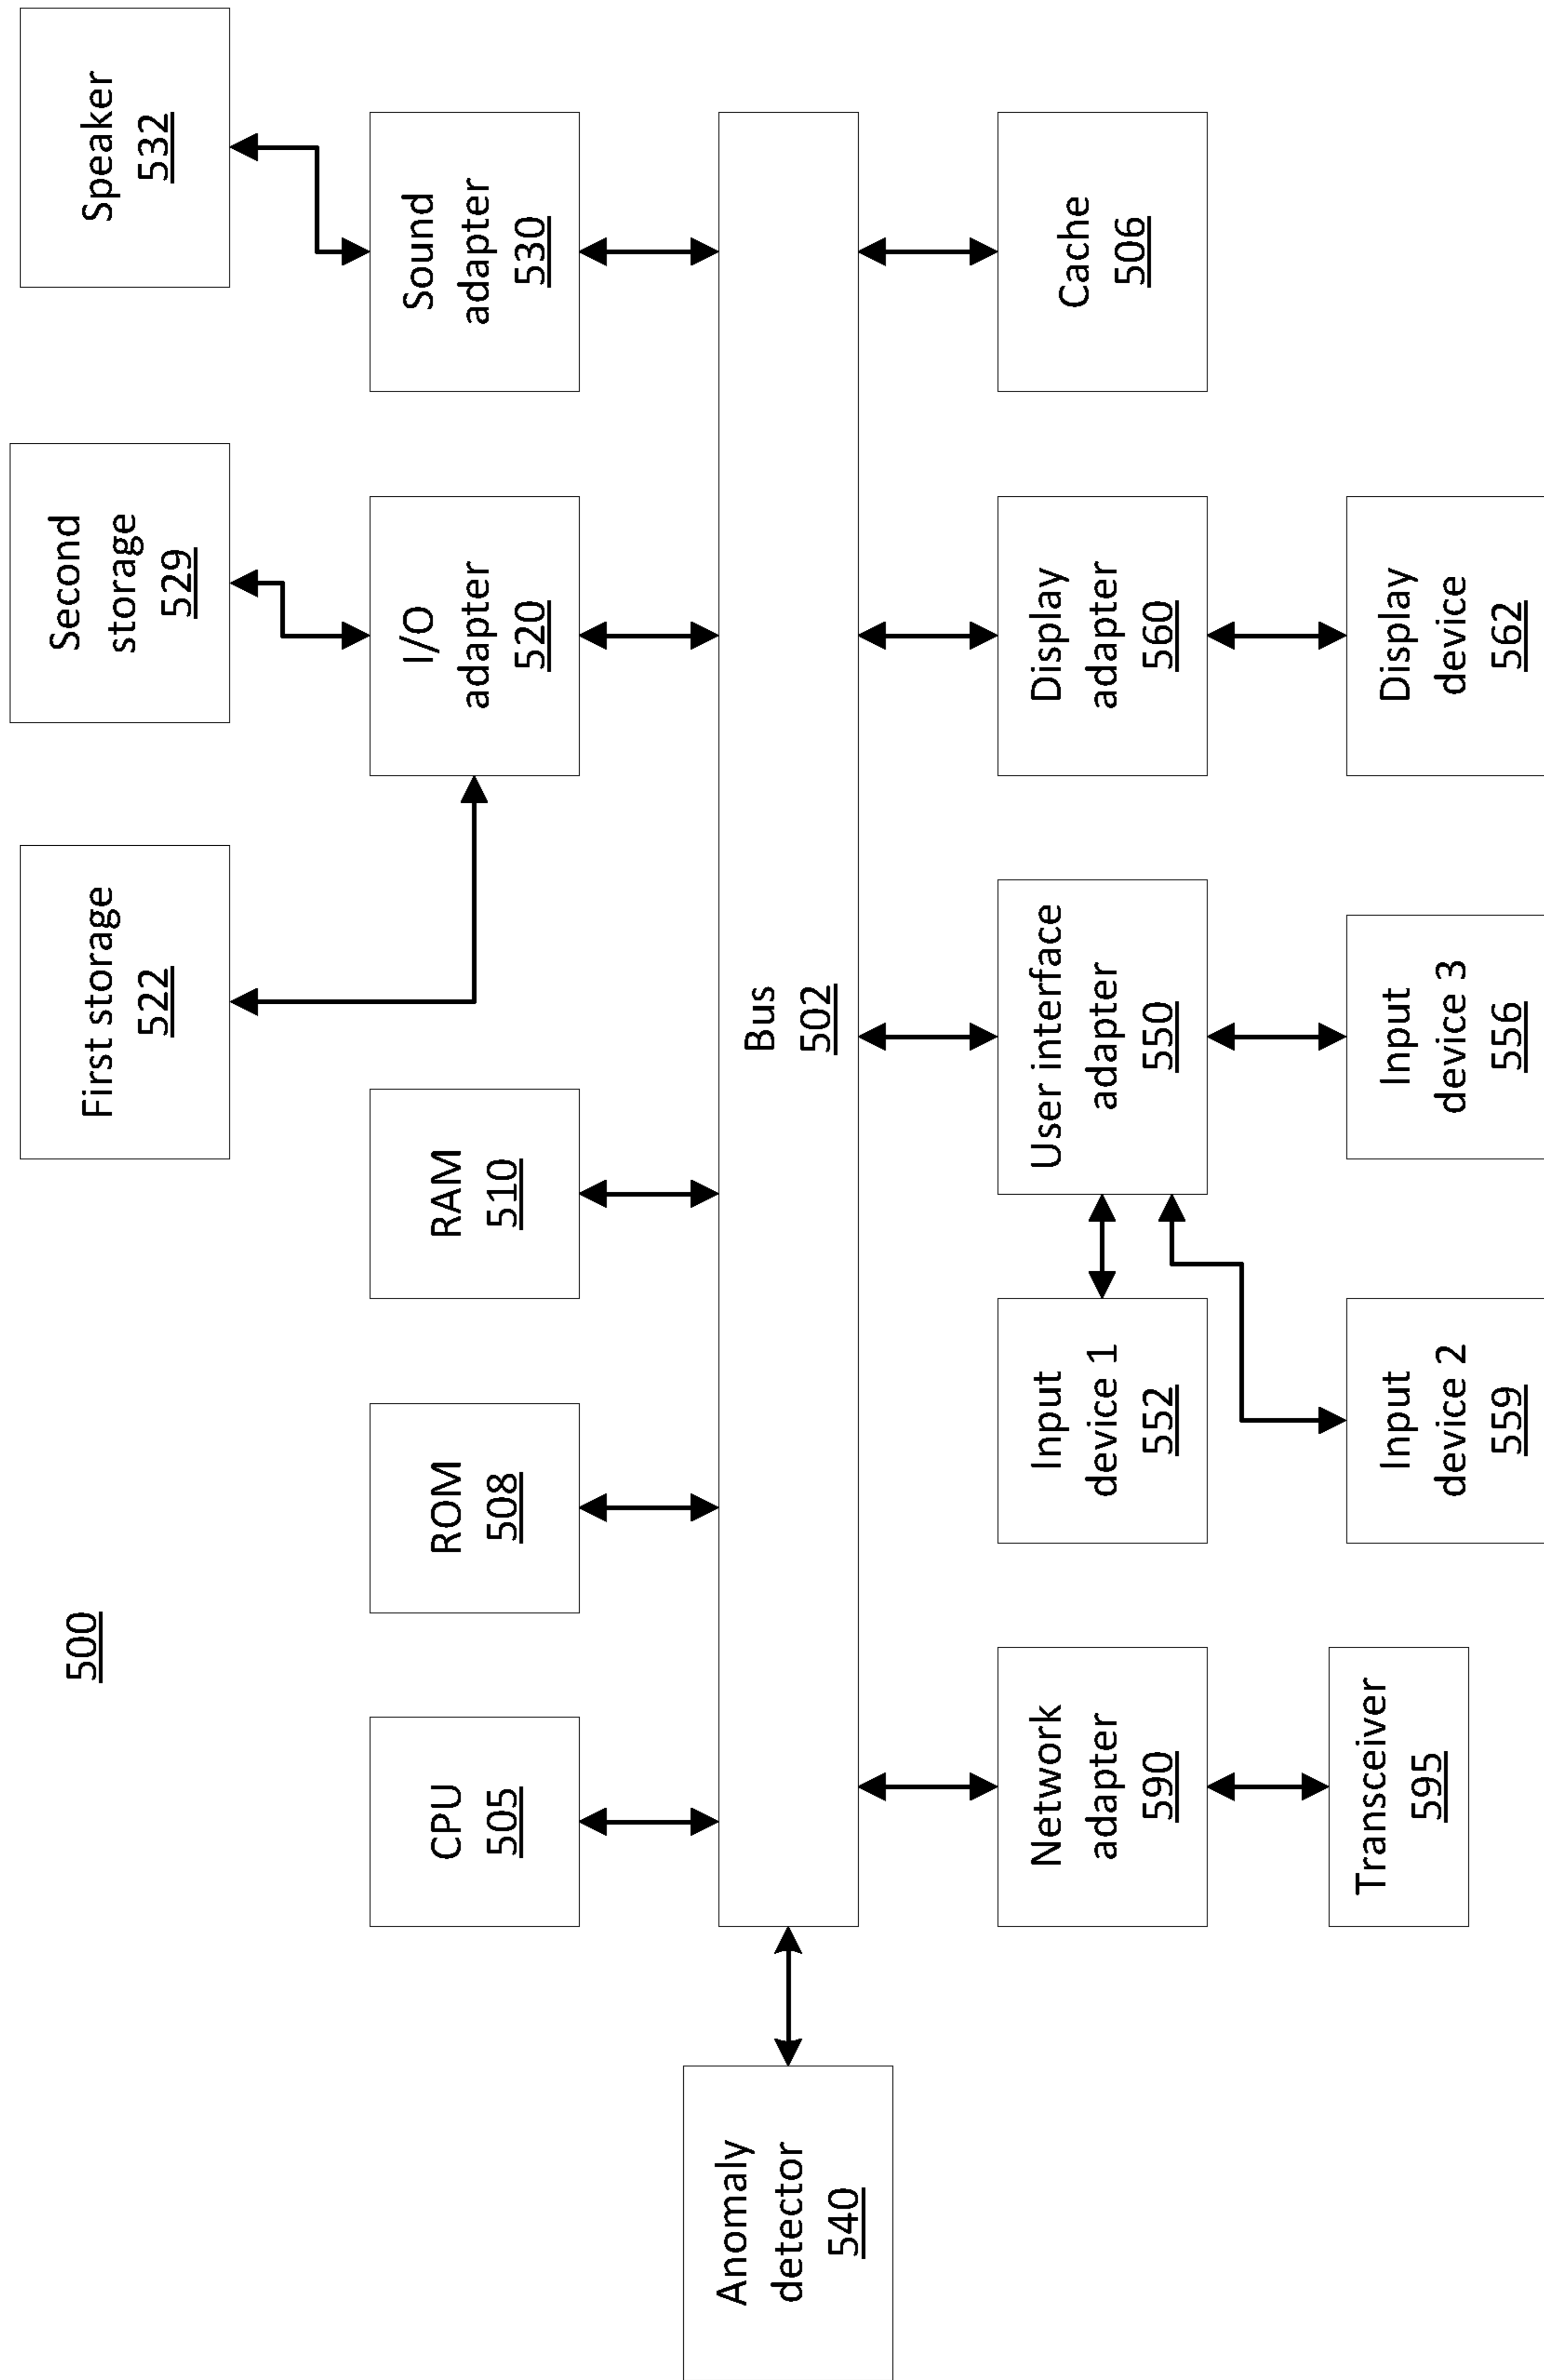 500
First storage
522
Second
storage
529
Speaker
532
CPU
505
ROM
508
RAM
510
I/O
adapter
520
Sound
adapter
530
Anomaly
detector
540
Bus
502
Network
adapter
590
Input
device 1
552
User interface
adapter
550
Display
adapter
560
Cache
506
Transceiver
595
Input
device 2
559
Input
device 3
556
Display
device
562